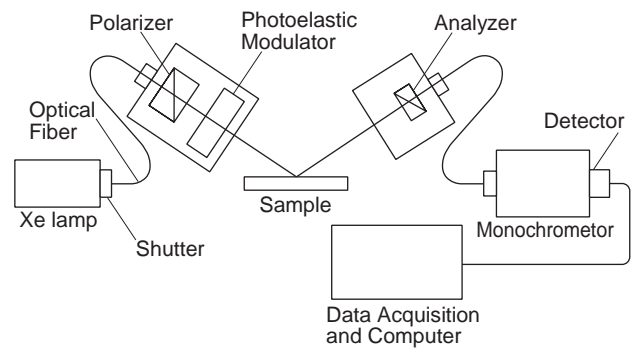 Polarizer
Photoelastic
Modulator
Analyzer
Optical
Fiber
Detector
Xe lamp
Sample
Monochrometor
Shutter
Data Acquisition
and Computer